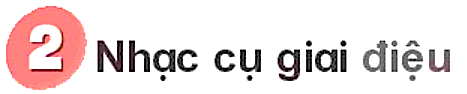 2 Nhạc cụ giai điệu